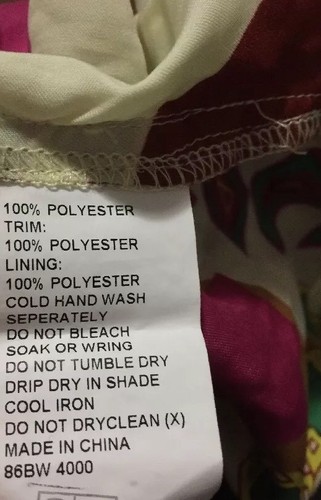 100% POLYESTER
TRIM:
100% POLYESTER
LINING:
100% POLYESTER
COLD HAND WASH
SEPERATELY
DO NOT BLEACH
SOAK OR WRING
DO NOT TUMBLE DRY
DRIP DRY IN SHADE
COOL IRON
DO NOT DRYCLEAN (X)
MADE IN CHINA
86BW 4000